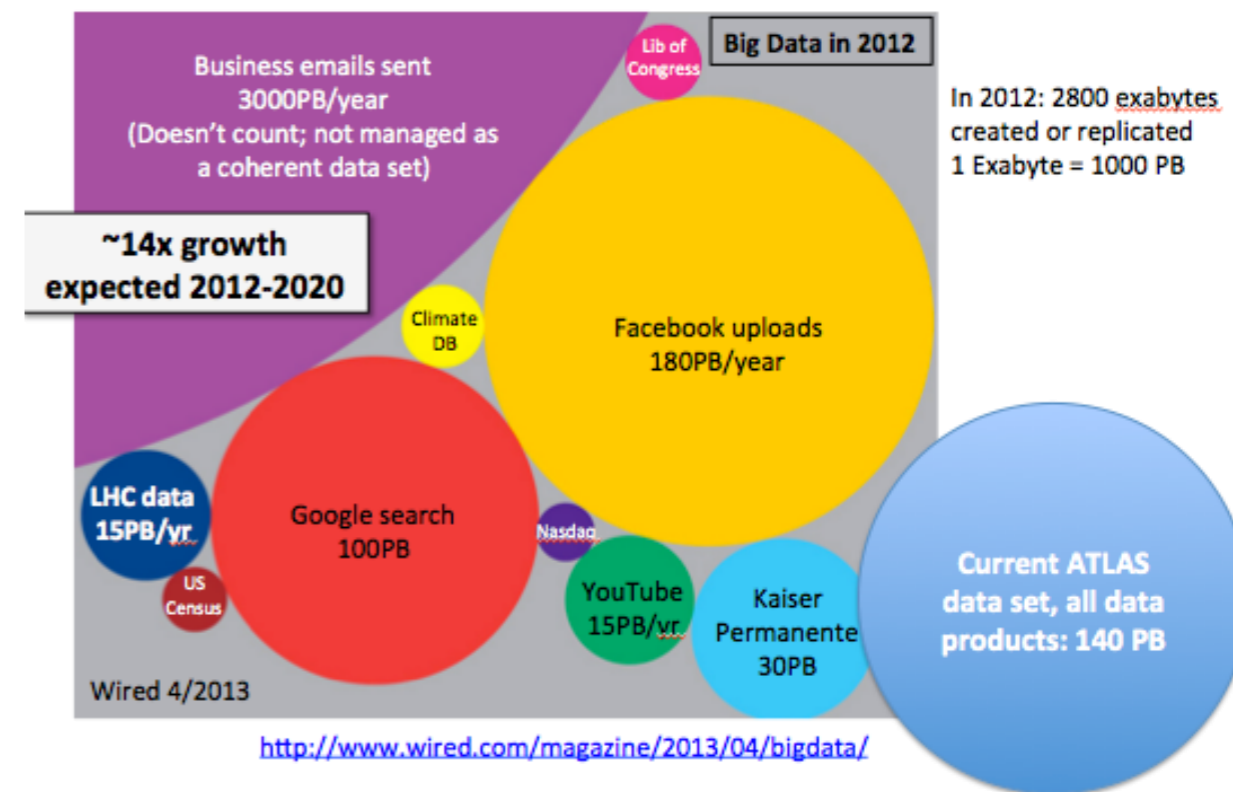 Big Data in 2012
Business emails sent
3000PB/year
(Doesn't count; not managed as
a coherent data set)
Lib of
Congress
In 2012: 2800 exabytes
created or replicated
1 Exabyte = 1000 PB
~14x growth
expected 2012-2020
Climate
DB
Facebook uploads
180PB/year
LHC data
15PB/yr
Google search
100PB
Nasdaq
US
Census
YouTube
15PB/yr
Kaiser
Permanente
30PB
Current ATLAS
data set, all data
products: 140 PB
Wired 4/2013
http://www.wired.com/magazine/2013/04/bigdata/